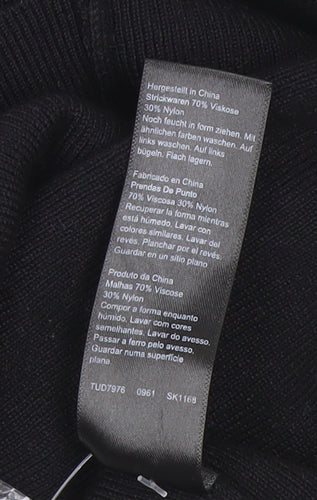 Hergestellt in China
Strickwaren 70% Viskose
30% Nylon
Noch feucht in form ziehen. Mit
ähnlichen farben waschen. Auf
links waschen. Auf links
bügeln. Flach lagern.
Fabricado en China
Prendas De Punto
70% Viscosa 30% Nylon
Recuperar la forma mientras
está húmedo. Lavar con
colores similares. Lavar del
revés. Planchar por el revés.
Guardar en un sitio plano
Produto da China
Malhas 70% Viscose
30% Nylon
Compor a forma enquanto
húmido. Lavar com cores
semelhantes. Lavar do avesso.
Passar a ferro pelo avesso.
Guardar numa superfície
plana.
TUD7976 0961 SK1168